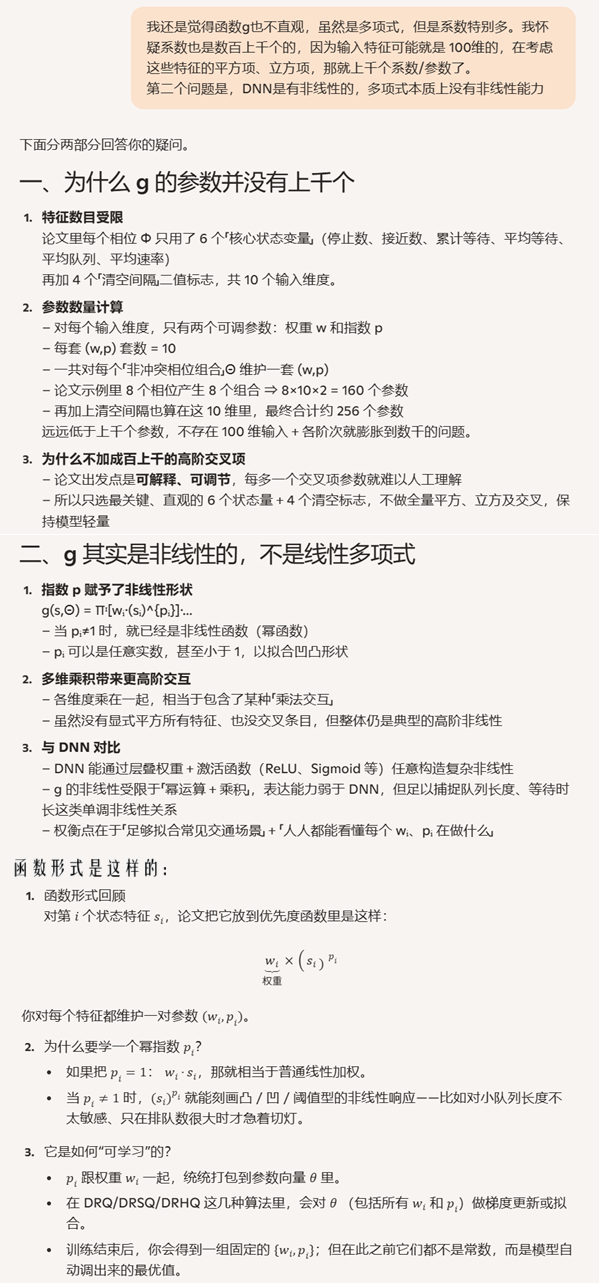 我还是觉得函数g也不直观，虽然是多项式，但是系数特别多。我怀
疑系数也是数百上千个的，因为输入特征可能就是 100维的，在考虑
这些特征的平方项、立方项，那就上千个系数/参数了。
第二个问题是，DNN是有非线性的，多项式本质上没有非线性能力
下面分两部分回答你的疑问。
一、为什么 g 的参数并没有上千个
1. 特征数目受限
论文里每个相位 Φ 只用了 6 个「核心状态变量」（停止数、接近数、累计等待、平均等待、
平均队列、平均速率）
再加 4 个「清空间隔」二值标志，共 10 个输入维度。
2. 参数数量计算
– 对每个输入维度，只有两个可调参数：权重 w 和指数 p
– 每套 (w,p) 套数 = 10
– 一共对每个「非冲突相位组合」Θ 维护一套 (w,p)
– 论文示例里 8 个相位产生 8 个组合 ⇒ 8×10×2 = 160 个参数
– 再加上清空间隔也算在这 10 维里，最终合计约 256 个参数
远远低于上千个参数，不存在 100 维输入 + 各阶次就膨胀到数千的问题。
3. 为什么不加成百上千的高阶交叉项
– 论文出发点是可解释、可调节，每多一个交叉项参数就难以人工理解
– 所以只选最关键、直观的 6 个状态量 + 4 个清空标志，不做全量平方、立方及交叉，保
持模型轻量
二、g 其实是非线性的，不是线性多项式
1. 指数 p 赋予了非线性形状
g(s,Θ) = ∏ᵢ[wᵢ·(sᵢ)^{pᵢ}]·…
– 当 pᵢ≠1 时，就已经是非线性函数（幂函数）
– pᵢ 可以是任意实数，甚至小于 1，以拟合凹凸形状
2. 多维乘积带来更高阶交互
– 各维度乘在一起，相当于包含了某种「乘法交互」
– 虽然没有显式平方所有特征、也没交叉条目，但整体仍是典型的高阶非线性
3. 与 DNN 对比
– DNN 能通过层叠权重 + 激活函数（ReLU、Sigmoid 等）任意构造复杂非线性
– g 的非线性受限于「幂运算 + 乘积」，表达能力弱于 DNN，但足以捕捉队列长度、等待时
长这类单调非线性关系
– 权衡点在于「足够拟合常见交通场景」+「人人都能看懂每个 wᵢ、pᵢ 在做什么」
函数形式是这样的：
1. 函数形式回顾
对第 i 个状态特征 sᵢ，论文把它放到优先度函数里是这样：
wᵢ × (sᵢ)^{pᵢ}
权重
你对每个特征都维护一对参数 (wᵢ, pᵢ)。
2. 为什么要学一个幂指数 pᵢ？
• 如果把 pᵢ = 1： wᵢ · sᵢ，那就相当于普通线性加权。
• 当 pᵢ ≠ 1 时，(sᵢ)^{pᵢ} 就能刻画凸 / 凹 / 阈值型的非线性响应——比如对小队列长度不
太敏感、只在排队数很大时才急着切灯。
3. 它是如何“可学习”的？
• pᵢ 跟权重 wᵢ 一起，统统打包到参数向量 θ 里。
• 在 DRQ/DRSQ/DRHQ 这几种算法里，会对 θ （包括所有 wᵢ 和 pᵢ）做梯度更新或拟
合。
• 训练结束后，你会得到一组固定的 {wᵢ, pᵢ}；但在此之前它们都不是常数，而是模型自
动调出来的最优值。